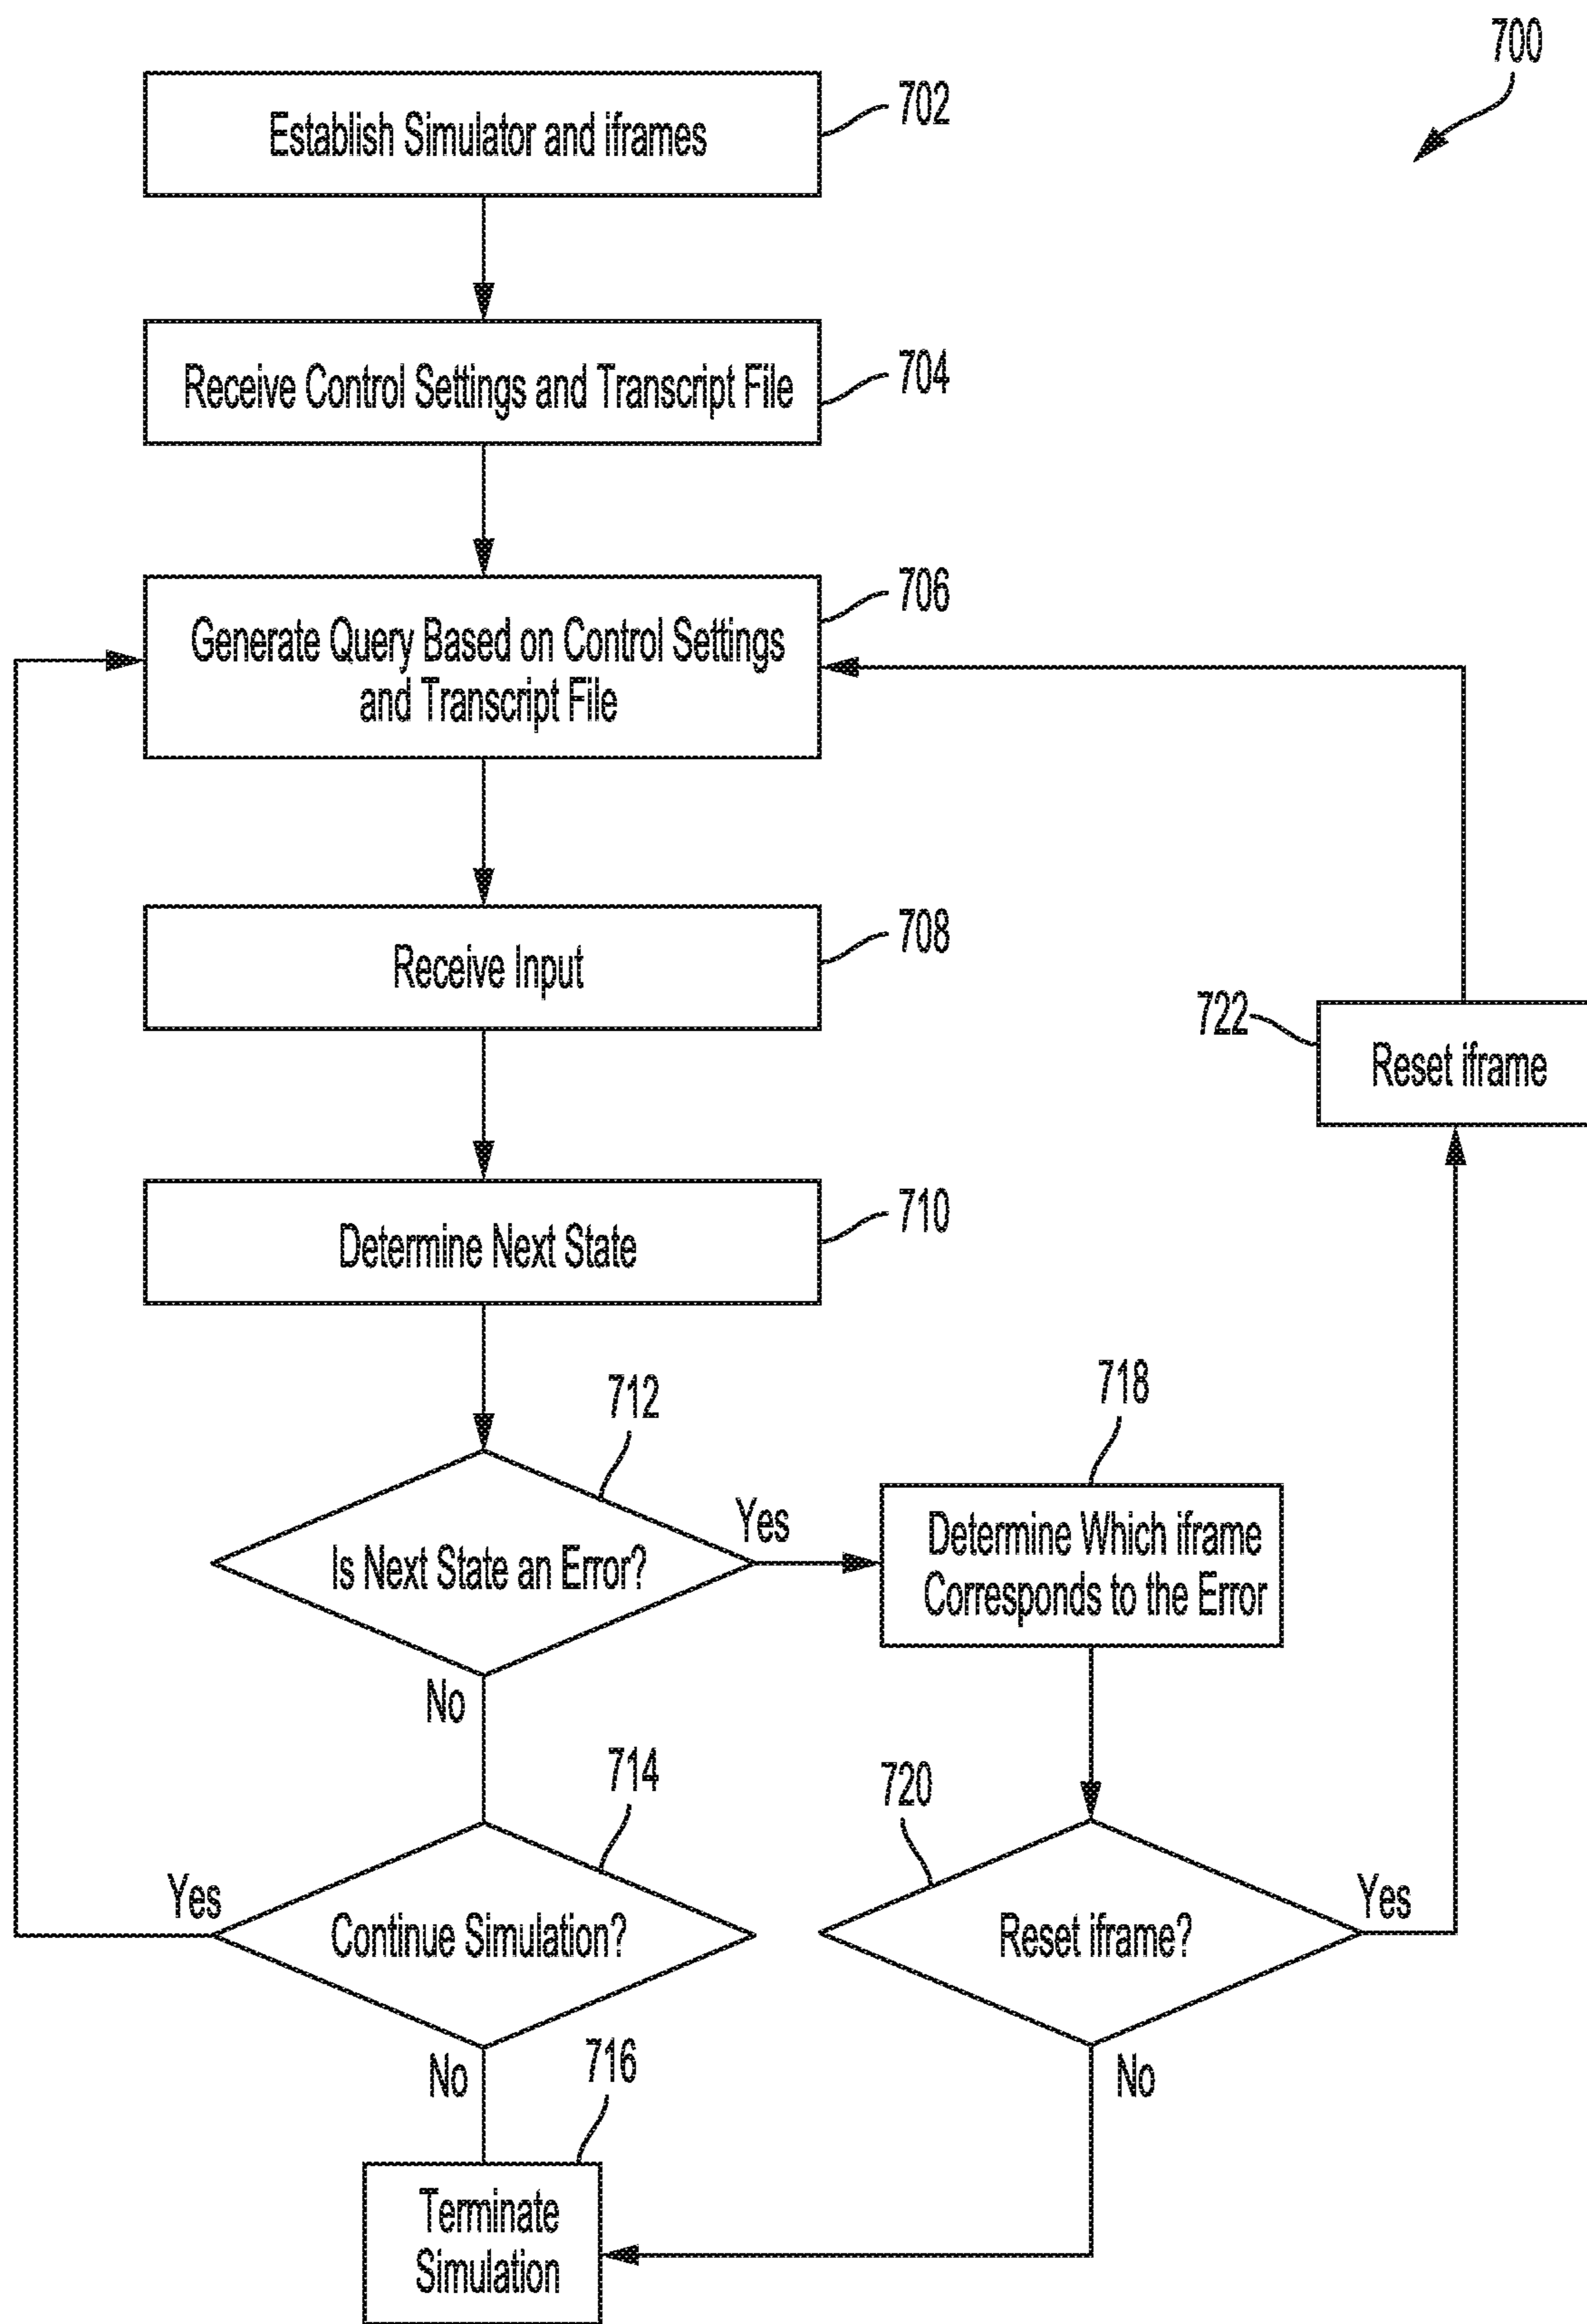 700
Establish Simulator and iframes
702
Receive Control Settings and Transcript File
704
Generate Query Based on Control Settings
and Transcript File
706
Receive Input
708
722
Reset iframe
Determine Next State
710
712
Is Next State an Error?
Yes
No
718
Determine Which iframe
Corresponds to the Error
714
Continue Simulation?
Yes
No
720
Reset iframe?
Yes
No
716
Terminate
Simulation